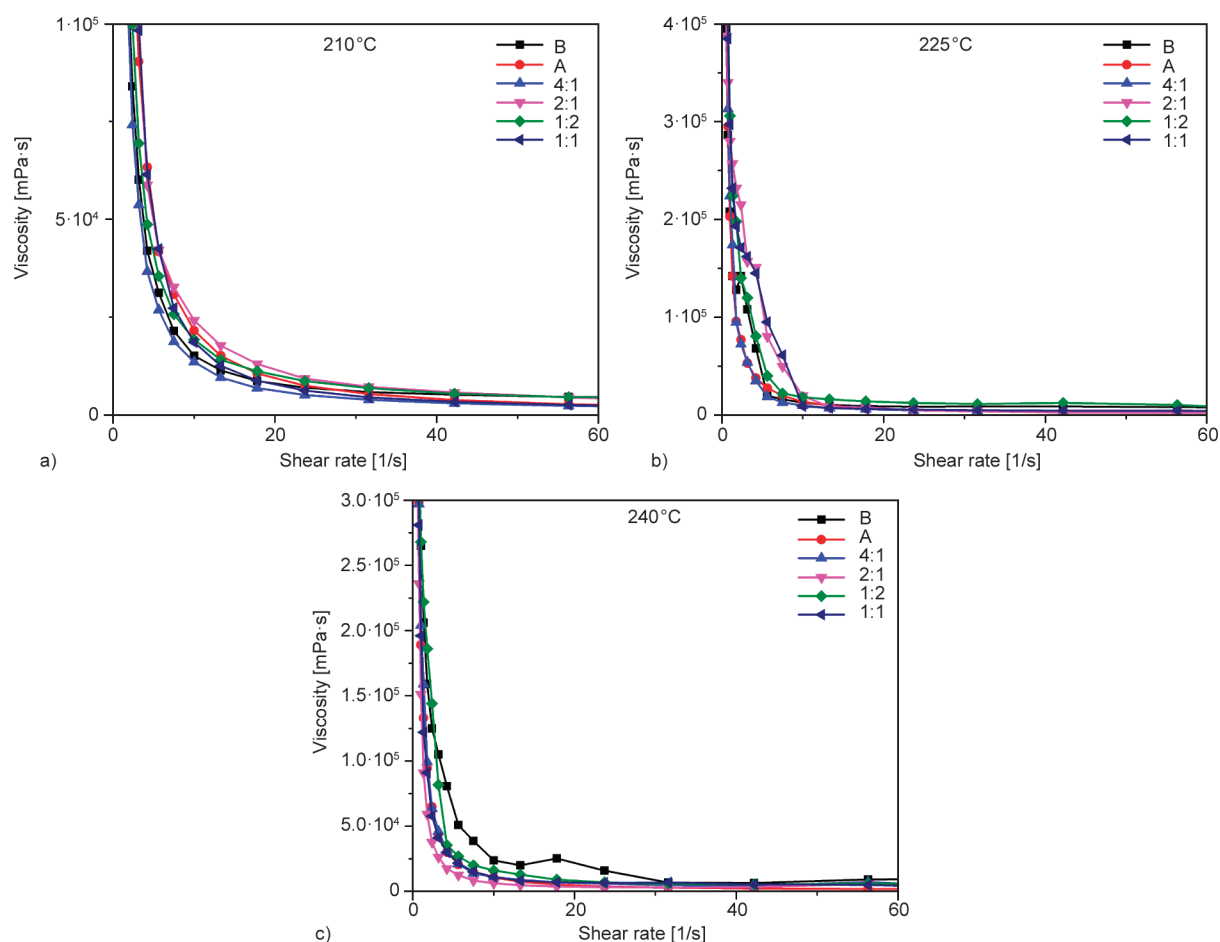 1·10⁵
5·10⁴
0
Viscosity [mPa·s]
210°C
B
A
4:1
2:1
1:2
1:1
0
20
40
60
Shear rate [1/s]
a)
4·10⁵
3·10⁵
2·10⁵
1·10⁵
0
Viscosity [mPa·s]
225°C
B
A
4:1
2:1
1:2
1:1
0
20
40
60
Shear rate [1/s]
b)
3.0·10⁵
2.5·10⁵
2.0·10⁵
1.5·10⁵
1.0·10⁵
5.0·10⁴
0
Viscosity [mPa·s]
240°C
B
A
4:1
2:1
1:2
1:1
0
20
40
60
Shear rate [1/s]
c)